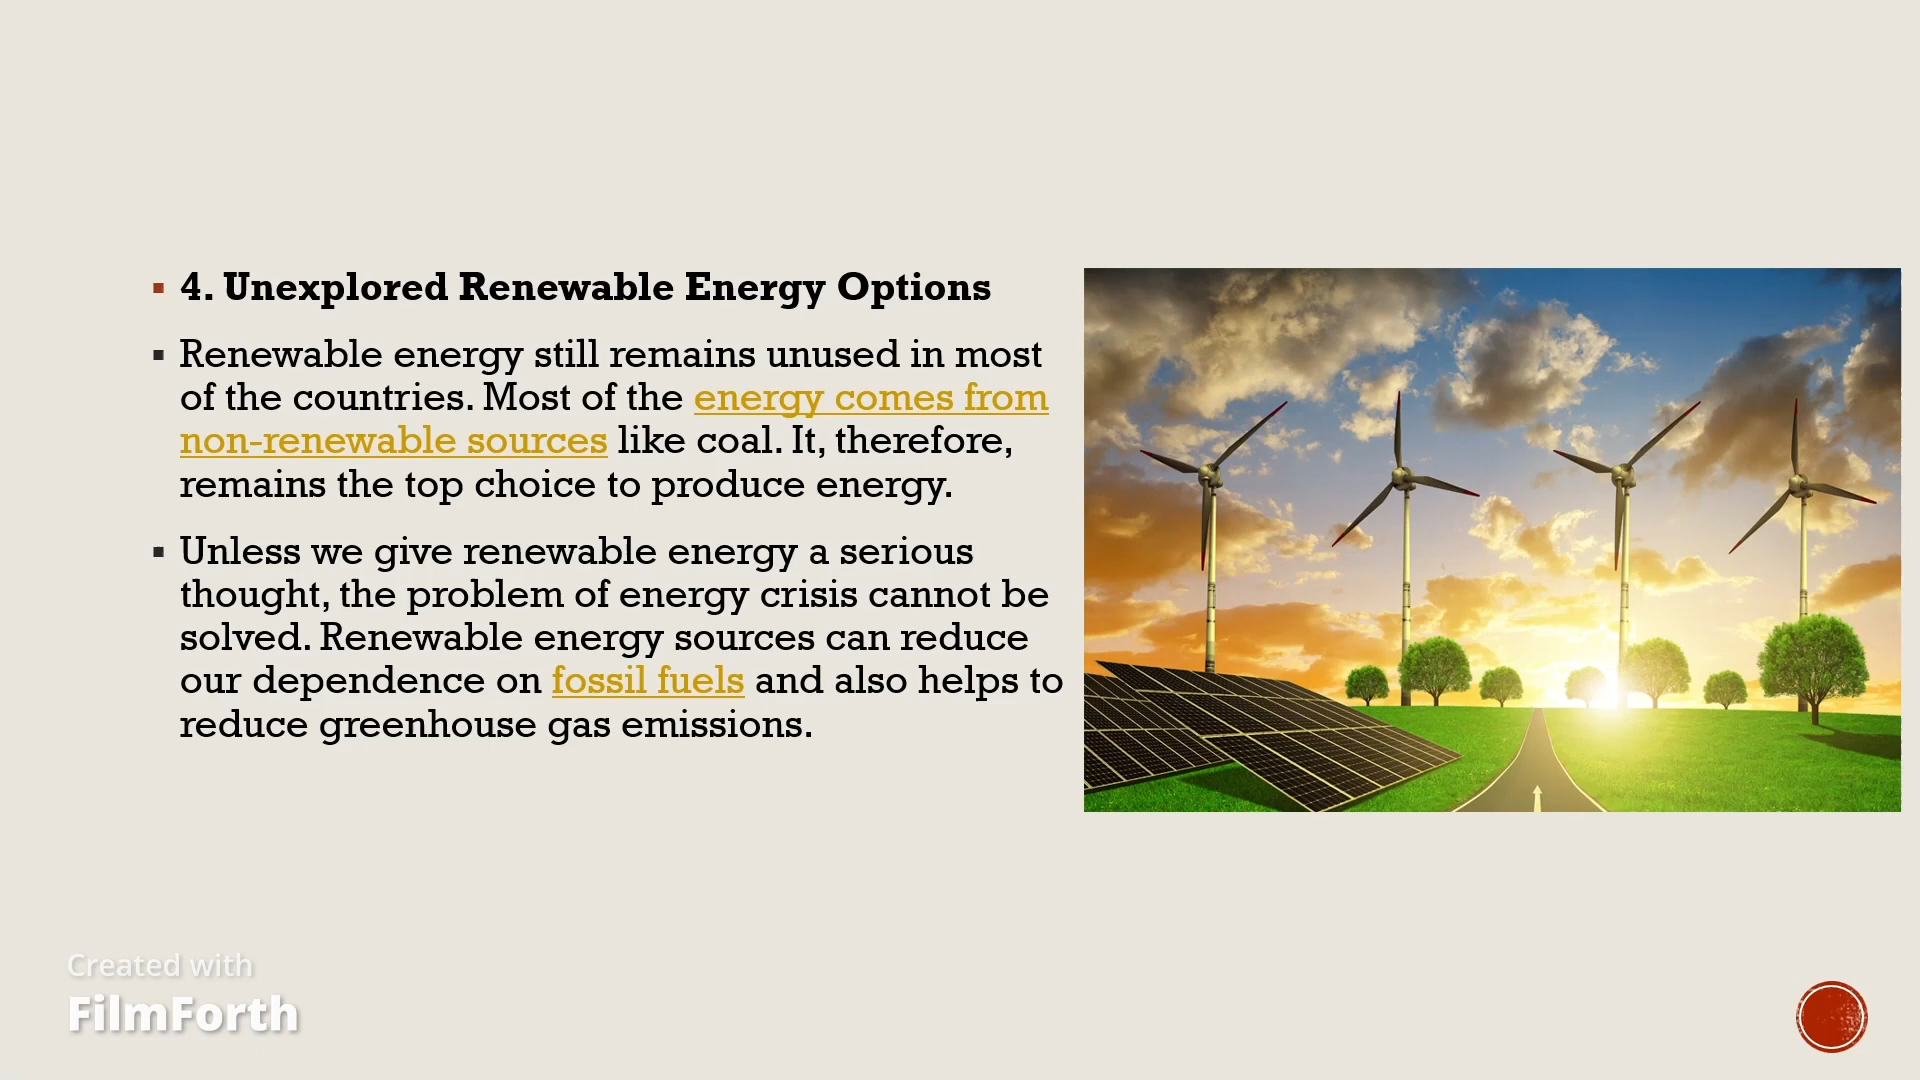 4. Unexplored Renewable Energy Options
Renewable energy still remains unused in most
of the countries. Most of the energy comes from
non-renewable sources like coal. It, therefore,
remains the top choice to produce energy.
Unless we give renewable energy a serious
thought, the problem of energy crisis cannot be
solved. Renewable energy sources can reduce
our dependence on fossil fuels and also helps to
reduce greenhouse gas emissions.
Created with
FilmForth